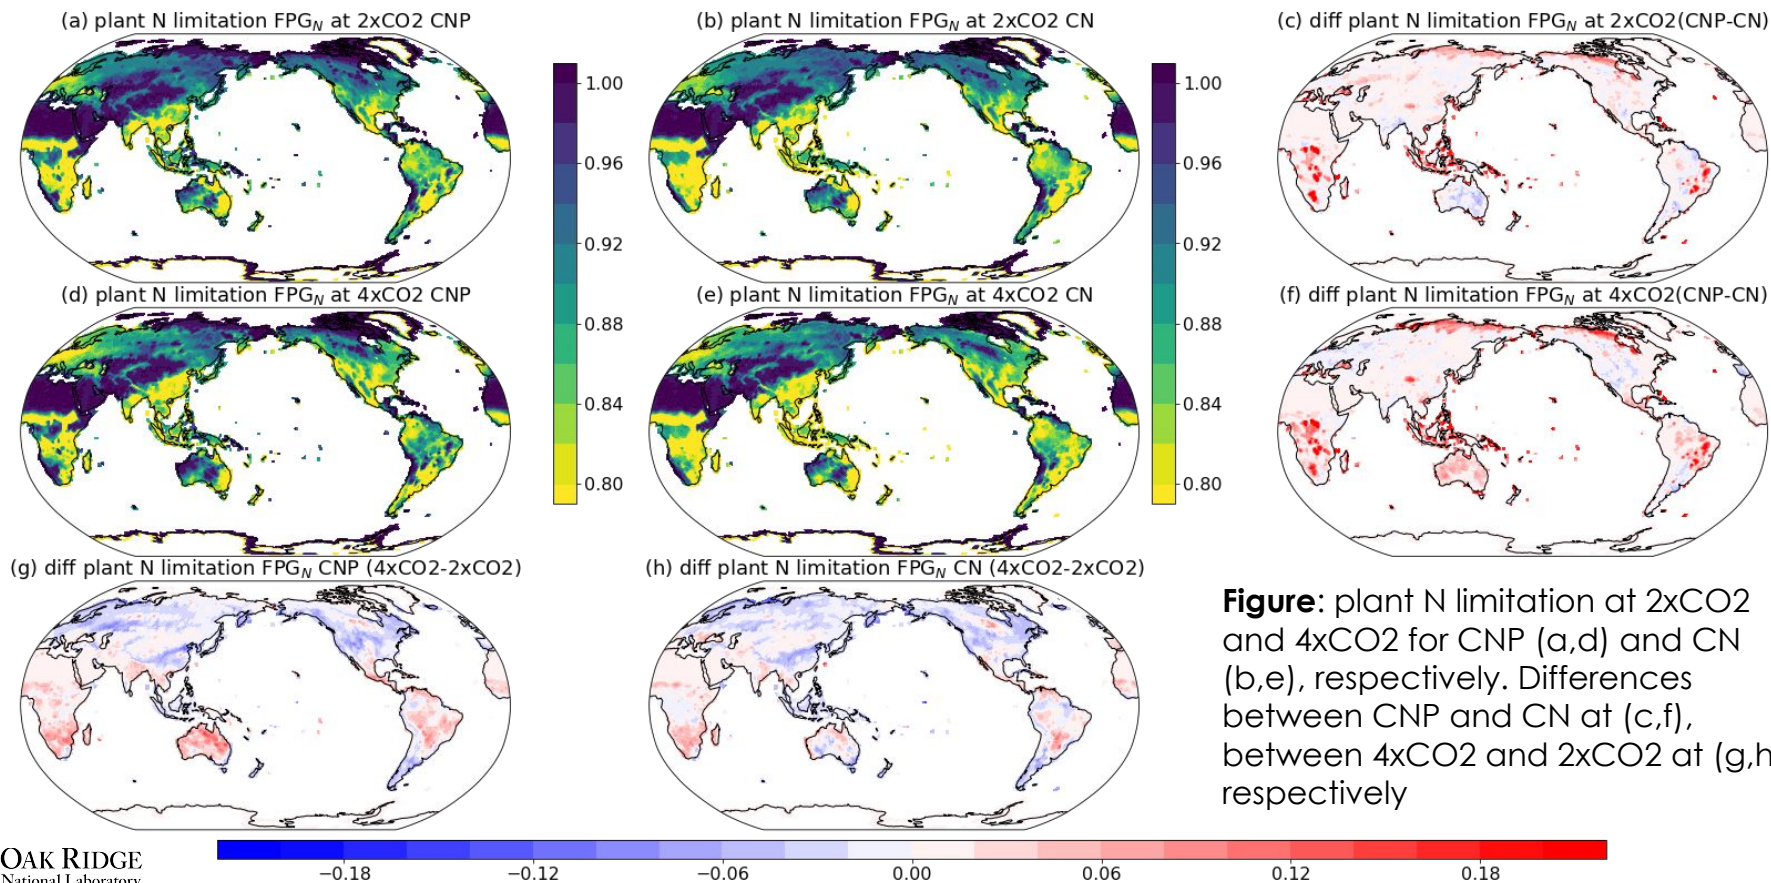 (a) plant N limitation FPG_N at 2xCO2 CNP
(b) plant N limitation FPG_N at 2xCO2 CN
(c) diff plant N limitation FPG_N at 2xCO2(CNP-CN)
1.00
0.96
0.92
0.88
0.84
0.80
1.00
0.96
0.92
0.88
0.84
0.80
(d) plant N limitation FPG_N at 4xCO2 CNP
(e) plant N limitation FPG_N at 4xCO2 CN
(f) diff plant N limitation FPG_N at 4xCO2(CNP-CN)
(g) diff plant N limitation FPG_N CNP (4xCO2-2xCO2)
(h) diff plant N limitation FPG_N CN (4xCO2-2xCO2)
Figure: plant N limitation at 2xCO2
and 4xCO2 for CNP (a,d) and CN
(b,e), respectively. Differences
between CNP and CN at (c,f),
between 4xCO2 and 2xCO2 at (g,h
respectively
OAK RIDGE
National Laboratory
−0.18
−0.12
−0.06
0.00
0.06
0.12
0.18